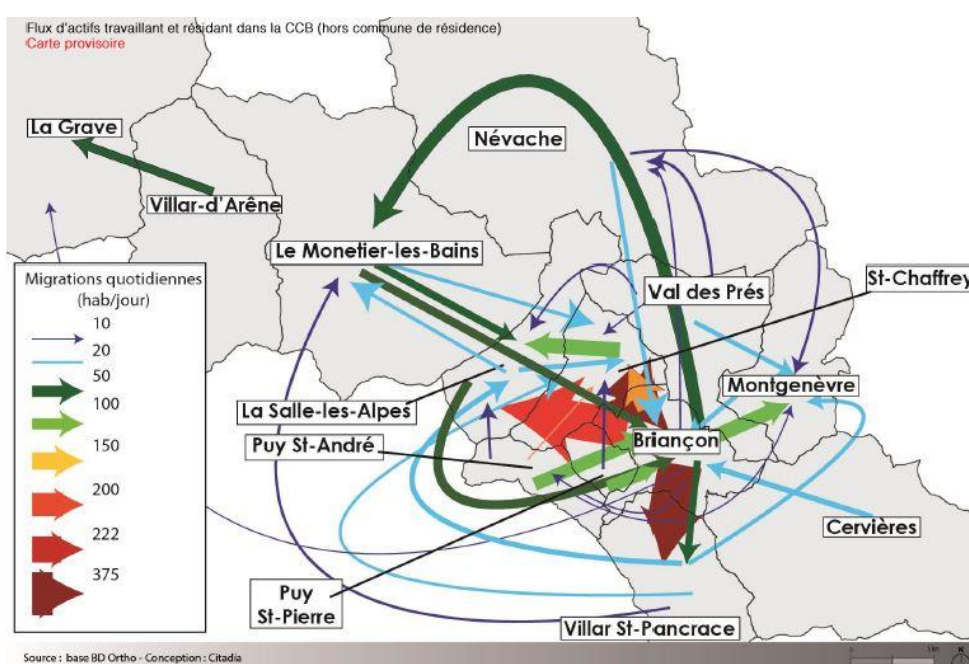 Flux d'actifs travaillant et résidant dans la CCB (hors commune de résidence)
Carte provisoire
La Grave
Névache
Villar-d'Arêne
Le Monetier-les-Bains
St-Chaffrey
Val des Prés
Migrations quotidiennes
(hab/jour)
10
20
50
100
150
200
222
375
Montgenèvre
La Salle-les-Alpes
Puy St-André
Briançon
Cervières
Puy
St-Pierre
Villar St-Pancrace
Source : base BD Ortho - Conception : Citadia
0
5 km
N